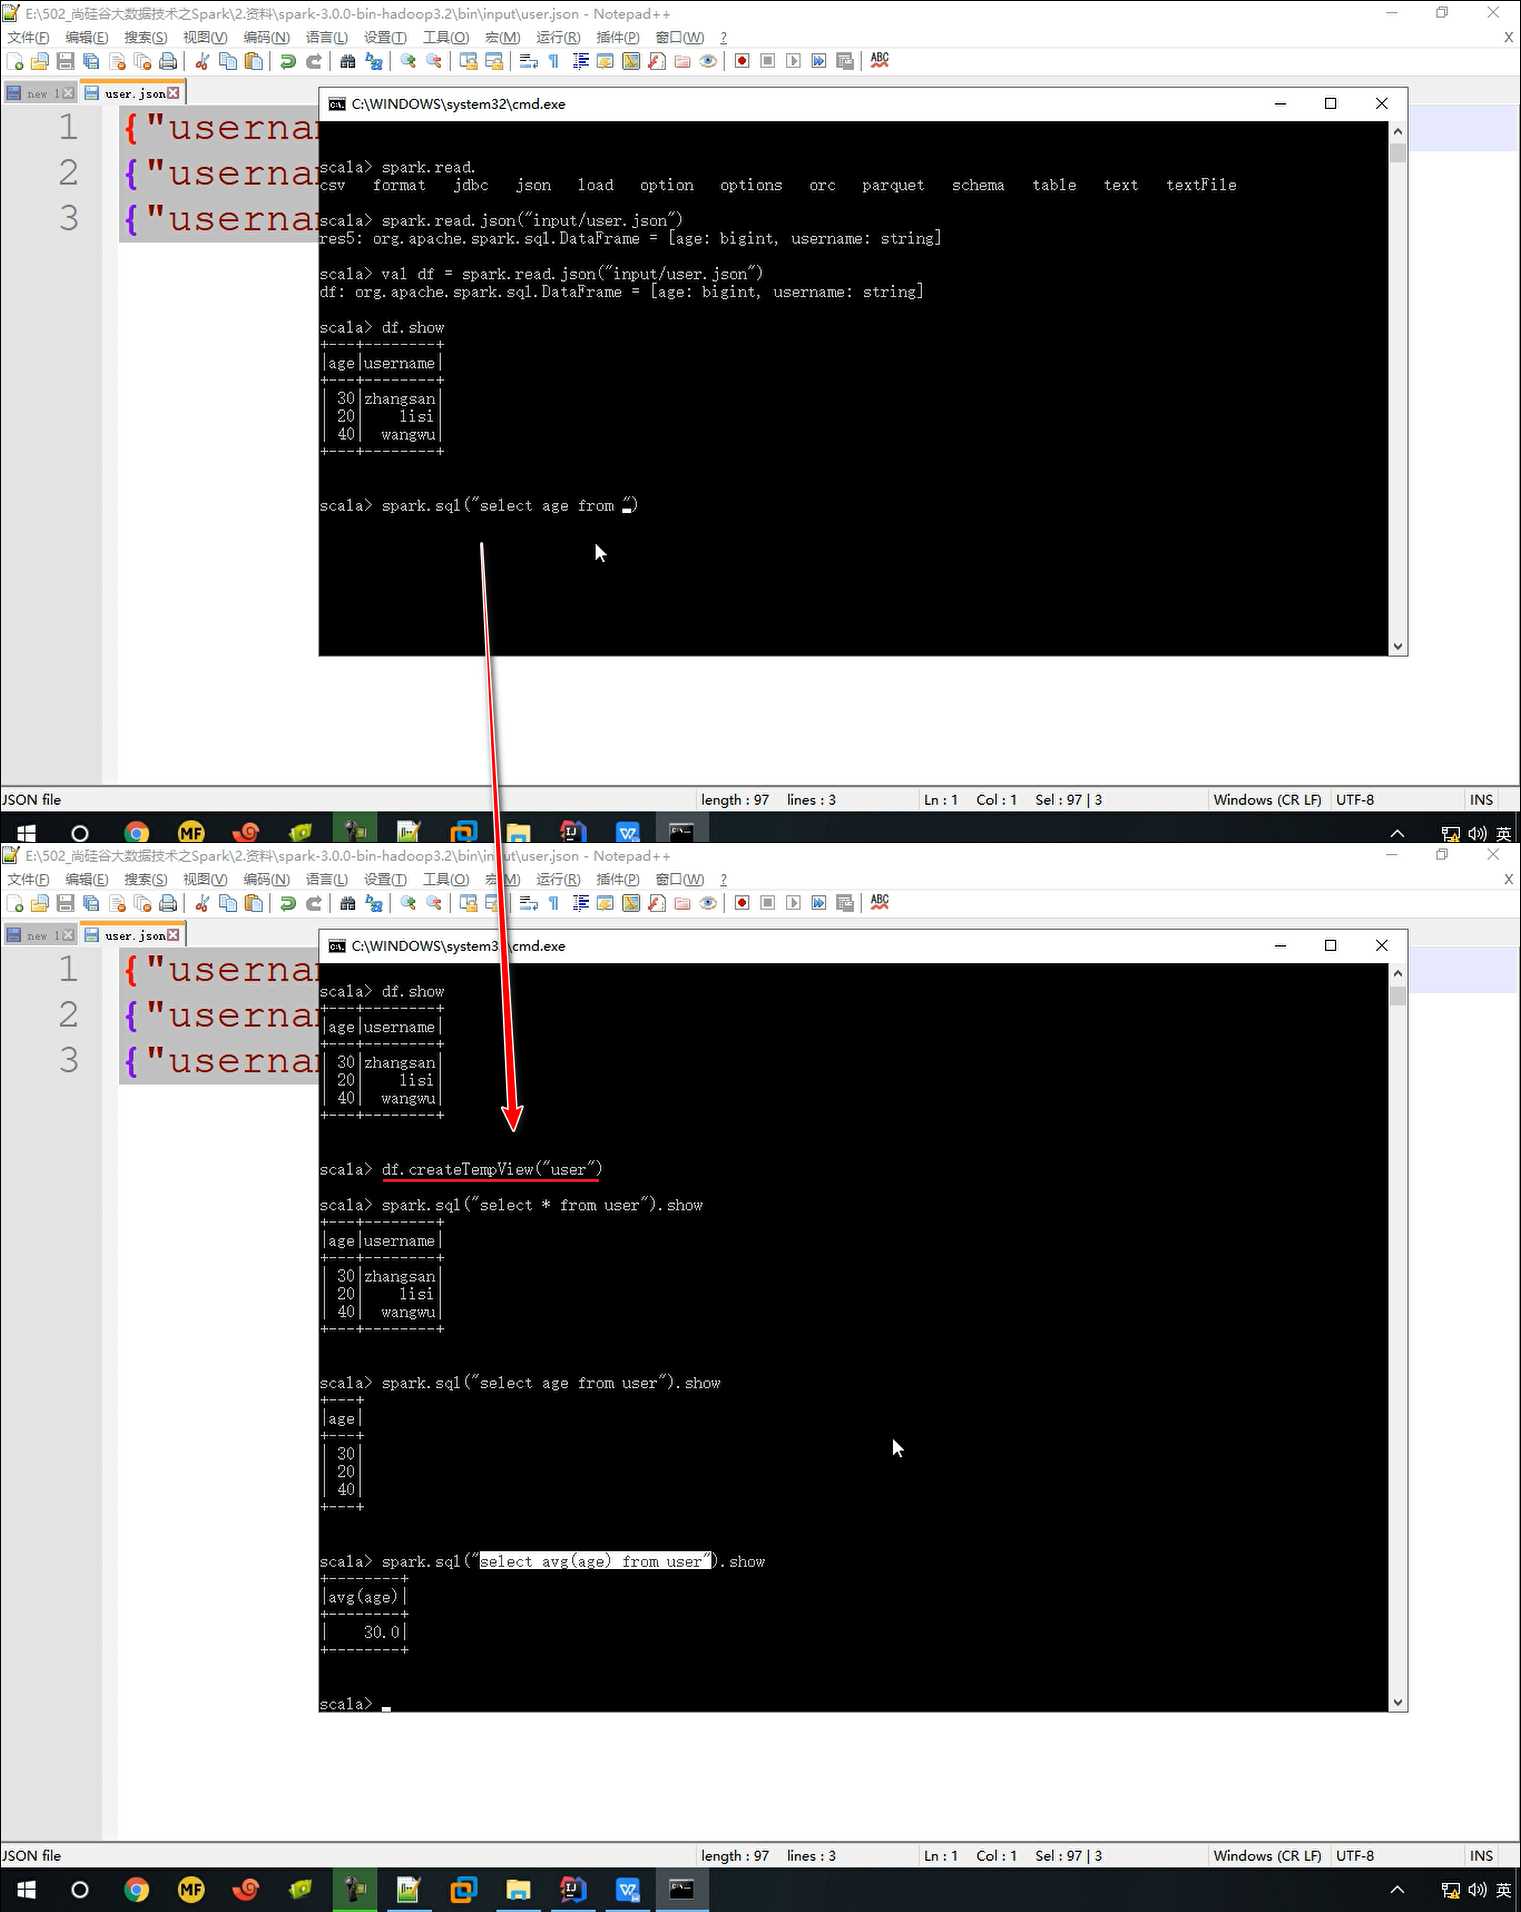 E:\502_尚硅谷大数据技术之Spark\2.资料\spark-3.0.0-bin-hadoop3.2\bin\input\user.json - Notepad++
文件(F) 编辑(E) 搜索(S) 视图(V) 编码(N) 语言(L) 设置(T) 工具(O) 宏(M) 运行(R) 插件(P) 窗口(W) ? X
ABC
new 1 user.json
C:\WINDOWS\system32\cmd.exe
1 {"userna
2 {"userna
3 {"userna
scala> spark.read.
csv format jdbc json load option options orc parquet schema table text textFile
scala> spark.read.json("input/user.json")
res5: org.apache.spark.sql.DataFrame = [age: bigint, username: string]
scala> val df = spark.read.json("input/user.json")
df: org.apache.spark.sql.DataFrame = [age: bigint, username: string]
scala> df.show
+---+--------+
|age|username|
+---+--------+
| 30|zhangsan|
| 20|    lisi|
| 40|  wangwu|
+---+--------+
scala> spark.sql("select age from ")
JSON file length : 97 lines : 3 Ln : 1 Col : 1 Sel : 97 | 3 Windows (CR LF) UTF-8 INS
MF 英
E:\502_尚硅谷大数据技术之Spark\2.资料\spark-3.0.0-bin-hadoop3.2\bin\input\user.json - Notepad++
文件(F) 编辑(E) 搜索(S) 视图(V) 编码(N) 语言(L) 设置(T) 工具(O) 宏(M) 运行(R) 插件(P) 窗口(W) ? X
ABC
new 1 user.json
C:\WINDOWS\system32\cmd.exe
1 {"userna
2 {"userna
3 {"userna
scala> df.show
+---+--------+
|age|username|
+---+--------+
| 30|zhangsan|
| 20|    lisi|
| 40|  wangwu|
+---+--------+
scala> df.createTempView("user")
scala> spark.sql("select * from user").show
+---+--------+
|age|username|
+---+--------+
| 30|zhangsan|
| 20|    lisi|
| 40|  wangwu|
+---+--------+
scala> spark.sql("select age from user").show
+---+
|age|
+---+
| 30|
| 20|
| 40|
+---+
scala> spark.sql("select avg(age) from user").show
+--------+
|avg(age)|
+--------+
|    30.0|
+--------+
scala>
JSON file length : 97 lines : 3 Ln : 1 Col : 1 Sel : 97 | 3 Windows (CR LF) UTF-8 INS
MF 英